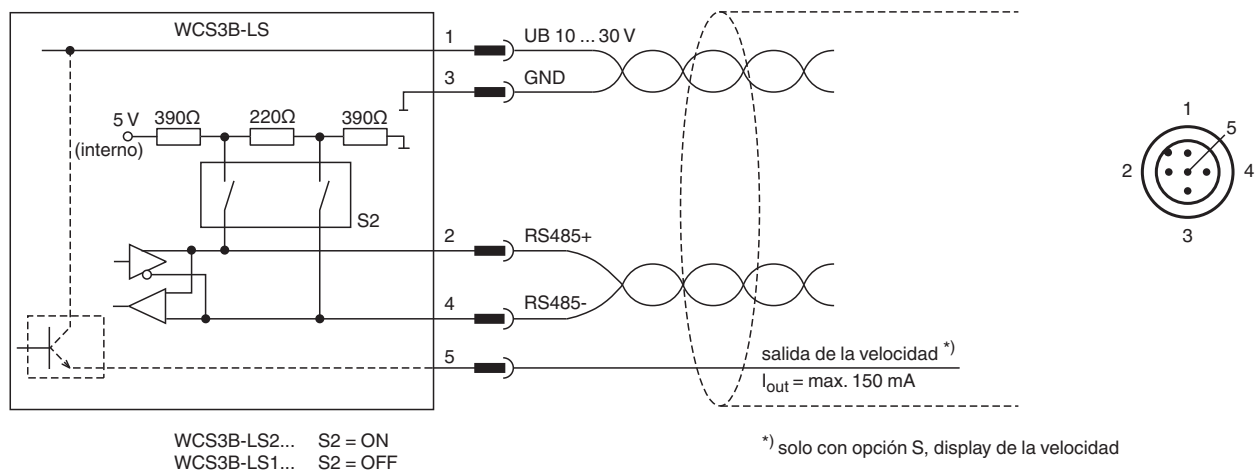 WCS3B-LS
1 UB 10 ... 30 V
3 GND
5 V
(interno)
390Ω 220Ω 390Ω
S2
2 RS485+
4 RS485-
5 salida de la velocidad *)
Iout = max. 150 mA
WCS3B-LS2... S2 = ON
WCS3B-LS1... S2 = OFF
*) solo con opción S, display de la velocidad
1
5
2
4
3